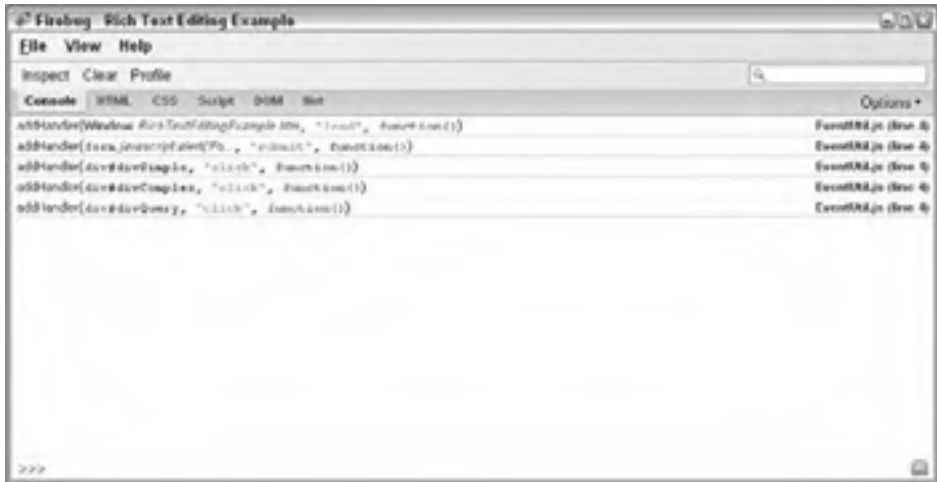 Firebug Rich Text Editing Example
File View Help
Inspect Clear Profile
Console HTML CSS Script DOM Net
Options
addHandler(Window RichTextEditingExample.htm, "load", function())
EventUtil.js (line 4)
addHandler(form javascript:alert('Fo..., "submit", function())
EventUtil.js (line 4)
addHandler(div#divSimple, "click", function())
EventUtil.js (line 4)
addHandler(div#divComplex, "click", function())
EventUtil.js (line 4)
addHandler(div#divQuery, "click", function())
EventUtil.js (line 4)
>>>